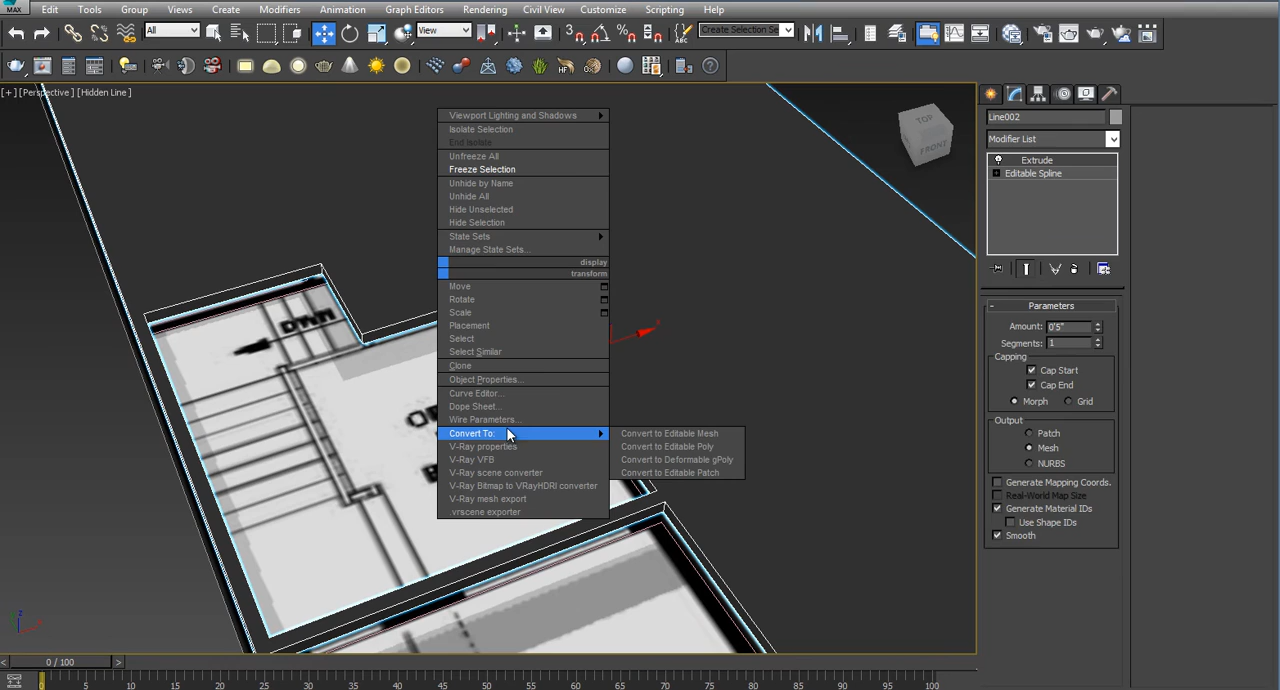 MAX
Edit Tools Group Views Create Modifiers Animation Graph Editors Rendering Civil View Customize Scripting Help
All View Create Selection Se
[+] [Perspective] [Hidden Line]
TOP
FRONT
DWN
Viewport Lighting and Shadows
Isolate Selection
End Isolate
Unfreeze All
Freeze Selection
Unhide by Name
Unhide All
Hide Unselected
Hide Selection
State Sets
Manage State Sets...
display
transform
Move
Rotate
Scale
Placement
Select
Select Similar
Clone
Object Properties...
Curve Editor...
Dope Sheet...
Wire Parameters...
Convert To:
V-Ray properties
V-Ray VFB
V-Ray scene converter
V-Ray Bitmap to VRayHDRI converter
V-Ray mesh export
.vrscene exporter
Convert to Editable Mesh
Convert to Editable Poly
Convert to Deformable gPoly
Convert to Editable Patch
Line002
Modifier List
Extrude
Editable Spline
- Parameters
Amount: 0'5"
Segments: 1
Capping
Cap Start
Cap End
Morph Grid
Output
Patch
Mesh
NURBS
Generate Mapping Coords.
Real-World Map Size
Generate Material IDs
Use Shape IDs
Smooth
< 0 / 100 >
0 5 10 15 20 25 30 35 40 45 50 55 60 65 70 75 80 85 90 95 100